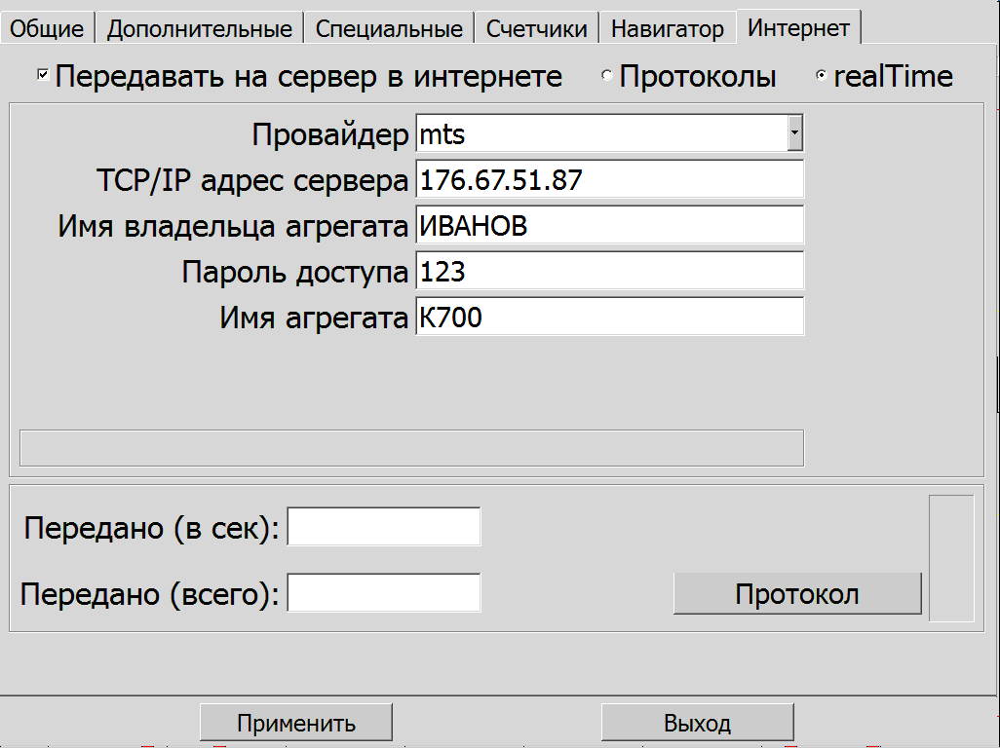 Общие Дополнительные Специальные Счетчики Навигатор Интернет
Передавать на сервер в интернете Протоколы realTime
Провайдер mts
TCP/IP адрес сервера 176.67.51.87
Имя владельца агрегата ИВАНОВ
Пароль доступа 123
Имя агрегата К700
Передано (в сек):
Передано (всего):
Протокол
Применить Выход